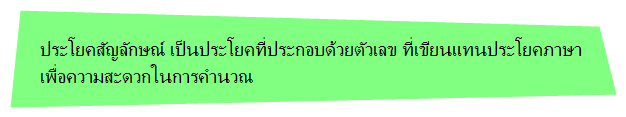 ประโยคสัญลักษณ์ เป็นประโยคที่ประกอบด้วยตัวเลข ที่เขียนแทนประโยคภาษา
เพื่อความสะดวกในการคำนวณ